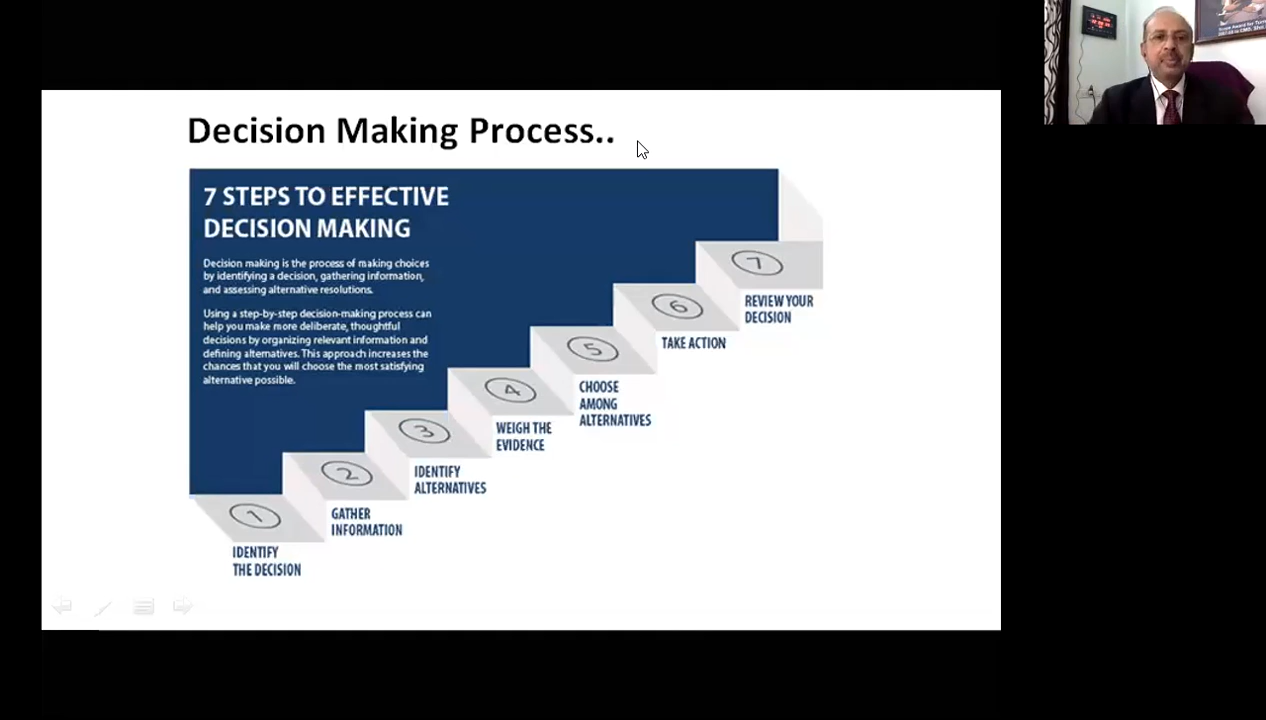 Decision Making Process..
7 STEPS TO EFFECTIVE
DECISION MAKING
Decision making is the process of making choices
by identifying a decision, gathering information,
and assessing alternative resolutions.
Using a step-by-step decision-making process can
help you make more deliberate, thoughtful
decisions by organizing relevant information and
defining alternatives. This approach increases the
chances that you will choose the most satisfying
alternative possible.
1
IDENTIFY
THE DECISION
2
GATHER
INFORMATION
3
IDENTIFY
ALTERNATIVES
4
WEIGH THE
EVIDENCE
5
CHOOSE
AMONG
ALTERNATIVES
6
TAKE ACTION
7
REVIEW YOUR
DECISION